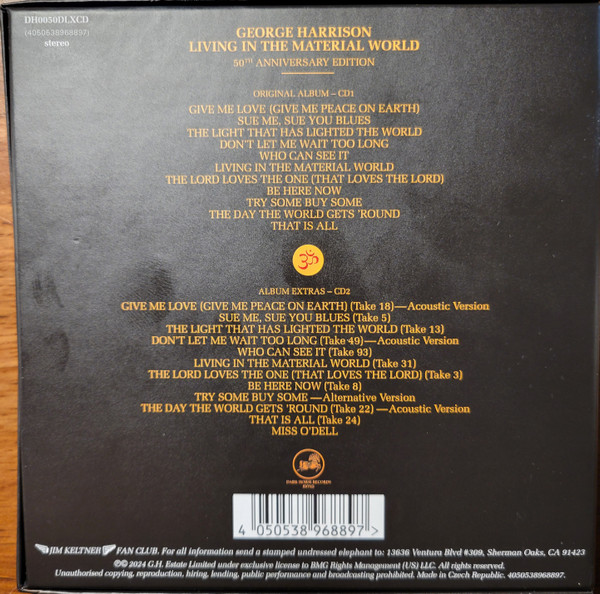 DH0050DLXCD
(4050638968897)
stereo
GEORGE HARRISON
LIVING IN THE MATERIAL WORLD
50TH ANNIVERSARY EDITION
ORIGINAL ALBUM – CD1
GIVE ME LOVE (GIVE ME PEACE ON EARTH)
SUE ME, SUE YOU BLUES
THE LIGHT THAT HAS LIGHTED THE WORLD
DON'T LET ME WAIT TOO LONG
WHO CAN SEE IT
LIVING IN THE MATERIAL WORLD
THE LORD LOVES THE ONE (THAT LOVES THE LORD)
BE HERE NOW
TRY SOME BUY SOME
THE DAY THE WORLD GETS 'ROUND
THAT IS ALL
ॐ
ALBUM EXTRAS – CD2
GIVE ME LOVE (GIVE ME PEACE ON EARTH) (Take 18)—Acoustic Version
SUE ME, SUE YOU BLUES (Take 5)
THE LIGHT THAT HAS LIGHTED THE WORLD (Take 13)
DON'T LET ME WAIT TOO LONG (Take 49)—Acoustic Version
WHO CAN SEE IT (Take 93)
LIVING IN THE MATERIAL WORLD (Take 31)
THE LORD LOVES THE ONE (THAT LOVES THE LORD) (Take 3)
BE HERE NOW (Take 8)
TRY SOME BUY SOME —Alternative Version
THE DAY THE WORLD GETS 'ROUND (Take 22) —Acoustic Version
THAT IS ALL (Take 24)
MISS O'DELL
DARK HORSE RECORDS
4 050538 968897 >
JIM KELTNER FAN CLUB. For all information send a stamped undressed elephant to: 13636 Ventura Blvd #309, Sherman Oaks, CA 91423
℗© 2024 G.H. Estate Limited under exclusive license to BMG Rights Management (US) LLC. All rights reserved.
Unauthorised copying, reproduction, hiring, lending, public performance and broadcasting prohibited. Made in Czech Republic. 4050538968897.